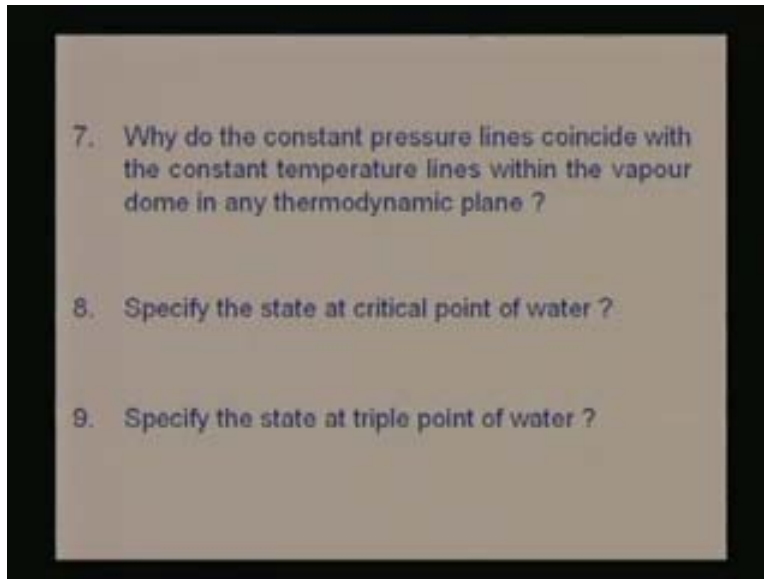 7. Why do the constant pressure lines coincide with
the constant temperature lines within the vapour
dome in any thermodynamic plane ?
8. Specify the state at critical point of water ?
9. Specify the state at triple point of water ?